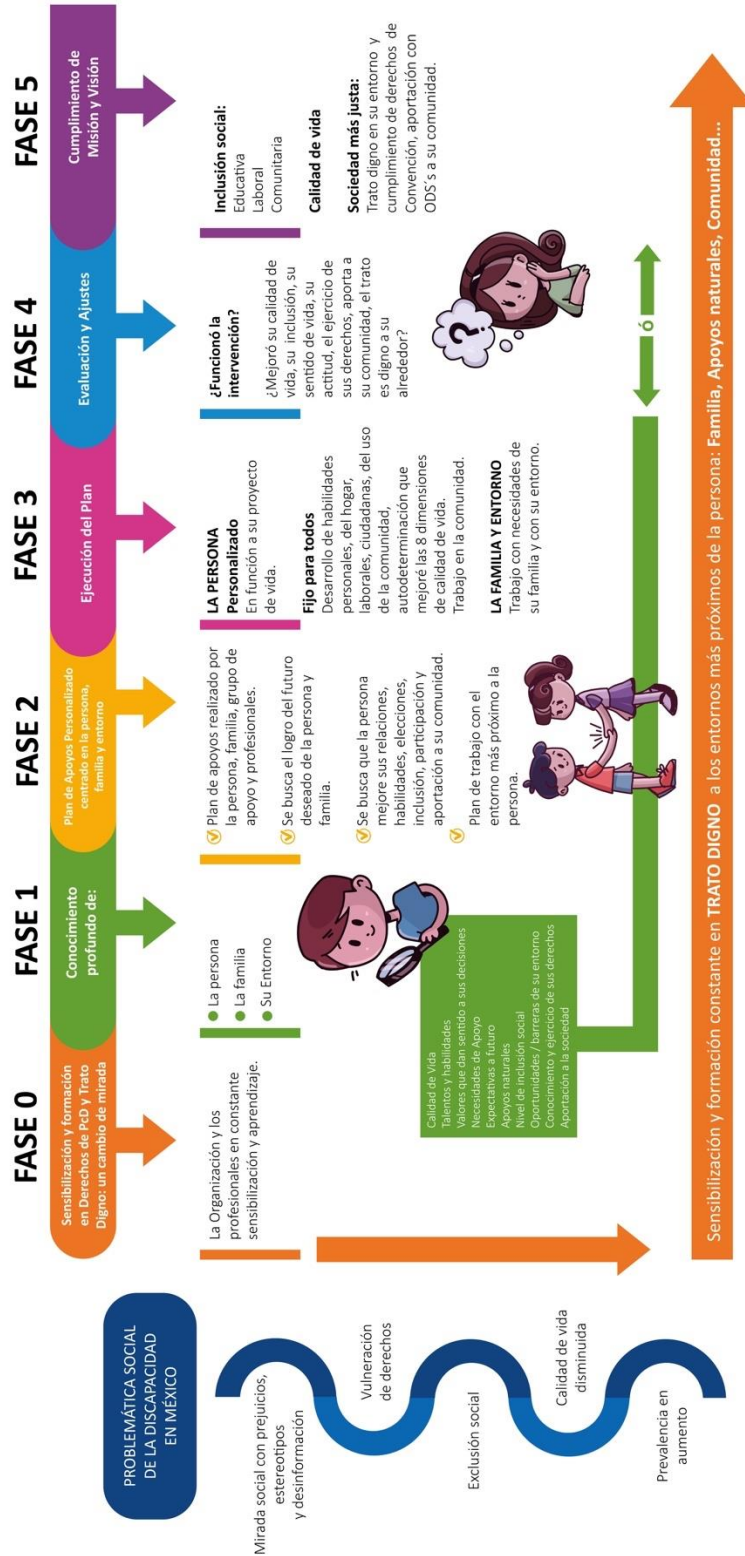 PROBLEMÁTICA SOCIAL
DE LA DISCAPACIDAD
EN MÉXICO
Mirada social con prejuicios,
estereotipos
y desinformación
Vulneración
de derechos
Exclusión social
Calidad de vida
disminuida
Prevalencia en
aumento
FASE 0
Sensibilización y formación
en Derechos de PcD y Trato
Digno: un cambio de mirada
La Organización y los
profesionales en constante
sensibilización y aprendizaje.
FASE 1
Conocimiento
profundo de:
La persona
La familia
Su Entorno
Calidad de Vida
Talentos y habilidades
Valores que dan sentido a sus decisiones
Necesidades de Apoyo
Expectativas a futuro
Apoyos naturales
Nivel de inclusión social
Oportunidades / barreras de su entorno
Conocimiento y ejercicio de sus derechos
Aportación a la sociedad
FASE 2
Plan de Apoyos Personalizado
centrado en la persona,
familia y entorno
Plan de apoyos realizado por
la persona, familia, grupo de
apoyo y profesionales.
Se busca el logro del futuro
deseado de la persona y
familia.
Se busca que la persona
mejore sus relaciones,
habilidades, elecciones,
inclusión, participación y
aportación a su comunidad.
Plan de trabajo con el
entorno más próximo a la
persona.
FASE 3
Ejecución del Plan
LA PERSONA
Personalizado
En función a su proyecto
de vida.
Fijo para todos
Desarrollo de habilidades
personales, del hogar,
laborales, ciudadanas, del uso
de la comunidad,
autodeterminación que
mejoré las 8 dimensiones
de calidad de vida.
Trabajo en la comunidad.
LA FAMILIA Y ENTORNO
Trabajo con necesidades de
su familia y con su entorno.
FASE 4
Evaluación y Ajustes
¿Funcionó la
intervención?
¿Mejoró su calidad de
vida, su inclusión, su
sentido de vida, su
actitud, el ejercicio de
sus derechos, aporta a
su comunidad, el trato
es digno a su
alrededor?
?
ó
FASE 5
Cumplimiento de
Misión y Visión
Inclusión social:
Educativa
Laboral
Comunitaria
Calidad de vida
Sociedad más justa:
Trato digno en su entorno y
cumplimiento de derechos de
Convención, aportación con
ODS´s a su comunidad.
Sensibilización y formación constante en TRATO DIGNO a los entornos más próximos de la persona: Familia, Apoyos naturales, Comunidad...